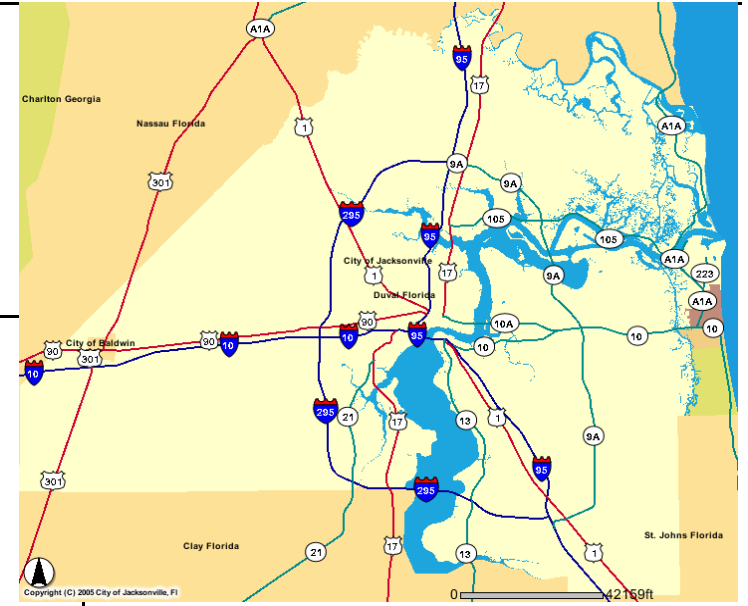 A1A
95
17
Charlton Georgia
Nassau Florida
1
A1A
9A
301
9A
295
105
95
105
City of Jacksonville
A1A
1
17
9A
223
Duval Florida
A1A
90
10A
10
90
City of Baldwin
10
10
95
10
90
301
10
10
295
21
17
13
1
9A
95
301
295
St. Johns Florida
Clay Florida
17
21
13
1
Copyright (C) 2005 City of Jacksonville, Fl
0
42159ft